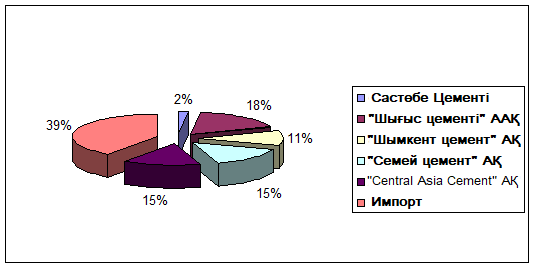 2%
18%
39%
11%
15%
15%
Састөбе Цементі
"Шығыс цементі" ААҚ
"Шымкент цемент" АҚ
"Семей цемент" АҚ
"Central Asia Cement" АҚ
Импорт